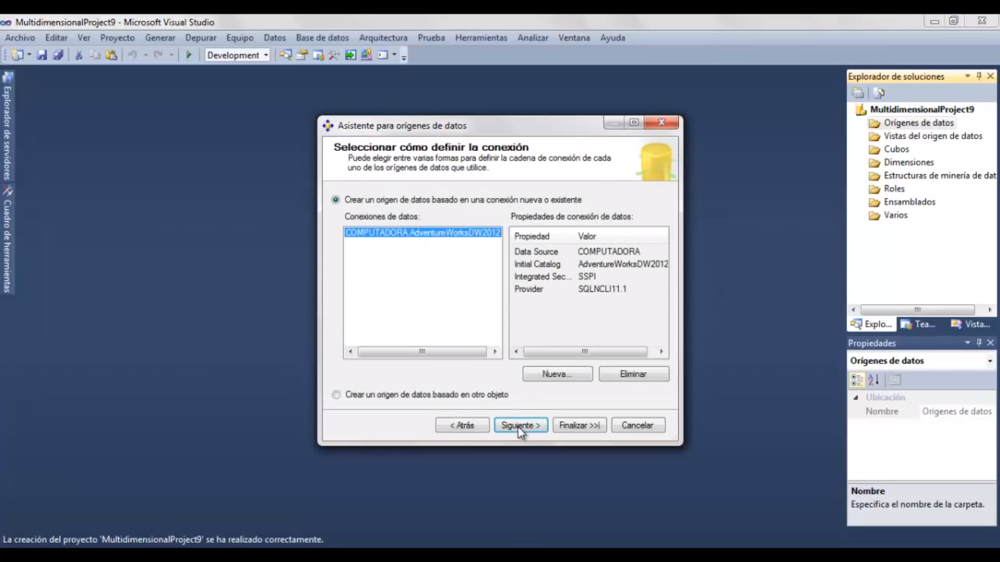 MultidimensionalProject9 - Microsoft Visual Studio
Archivo Editar Ver Proyecto Generar Depurar Equipo Datos Base de datos Arquitectura Prueba Herramientas Analizar Ventana Ayuda
Development
Explorador de servidores
Cuadro de herramientas
Asistente para orígenes de datos
Seleccionar cómo definir la conexión
Puede elegir entre varias formas para definir la cadena de conexión de cada
uno de los orígenes de datos que utilice.
Crear un origen de datos basado en una conexión nueva o existente
Conexiones de datos:
COMPUTADORA.AdventureWorksDW2012
Propiedades de conexión de datos:
Propiedad Valor
Data Source COMPUTADORA
Initial Catalog AdventureWorksDW2012
Integrated Sec... SSPI
Provider SQLNCLI11.1
Nueva... Eliminar
Crear un origen de datos basado en otro objeto
< Atrás Siguiente > Finalizar >>| Cancelar
Explorador de soluciones
MultidimensionalProject9
Orígenes de datos
Vistas del origen de datos
Cubos
Dimensiones
Estructuras de minería de dat
Roles
Ensamblados
Varios
Explo... Tea... Vista...
Propiedades
Orígenes de datos
Ubicación
Nombre Orígenes de datos
Nombre
Especifica el nombre de la carpeta.
La creación del proyecto 'MultidimensionalProject9' se ha realizado correctamente.